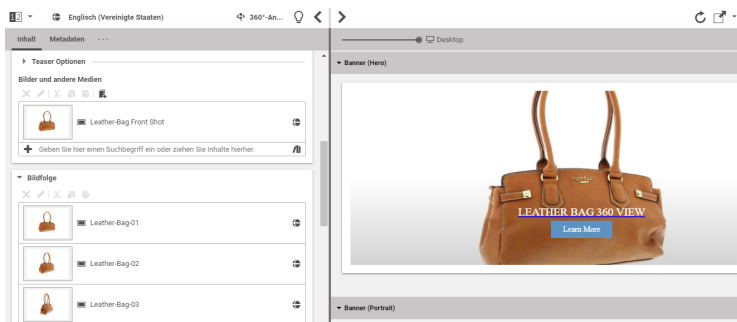 12
Englisch (Vereinigte Staaten)
360°-An...
Inhalt
Metadaten
...
Desktop
Teaser Optionen
Banner (Hero)
Bilder und andere Medien
Leather-Bag Front Shot
Geben Sie hier einen Suchbegriff ein oder ziehen Sie Inhalte hierher.
Bildfolge
Leather-Bag-01
Leather-Bag-02
Leather-Bag-03
LEATHER BAG 360 VIEW
Learn More
Banner (Portrait)